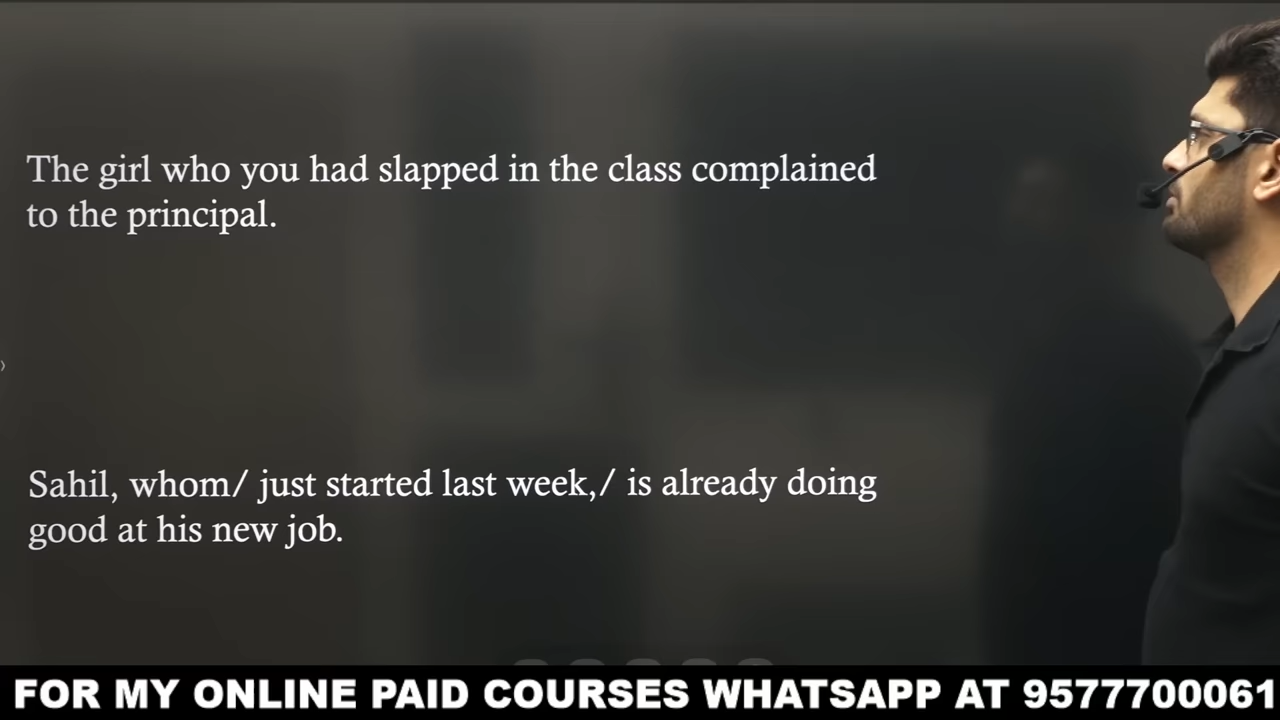 The girl who you had slapped in the class complained
to the principal.
Sahil, whom/ just started last week,/ is already doing
good at his new job.
FOR MY ONLINE PAID COURSES WHATSAPP AT 9577700061